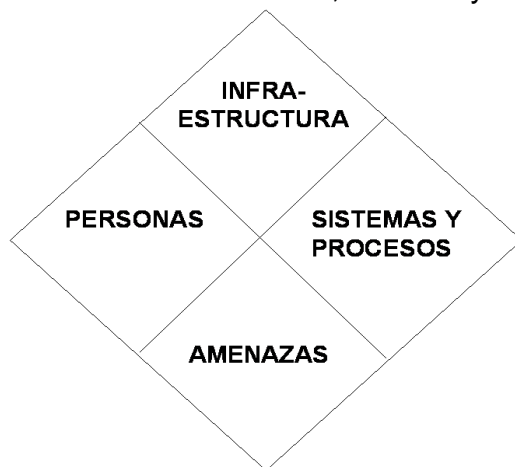 y
INFRA-
ESTRUCTURA
PERSONAS
SISTEMAS Y
PROCESOS
AMENAZAS